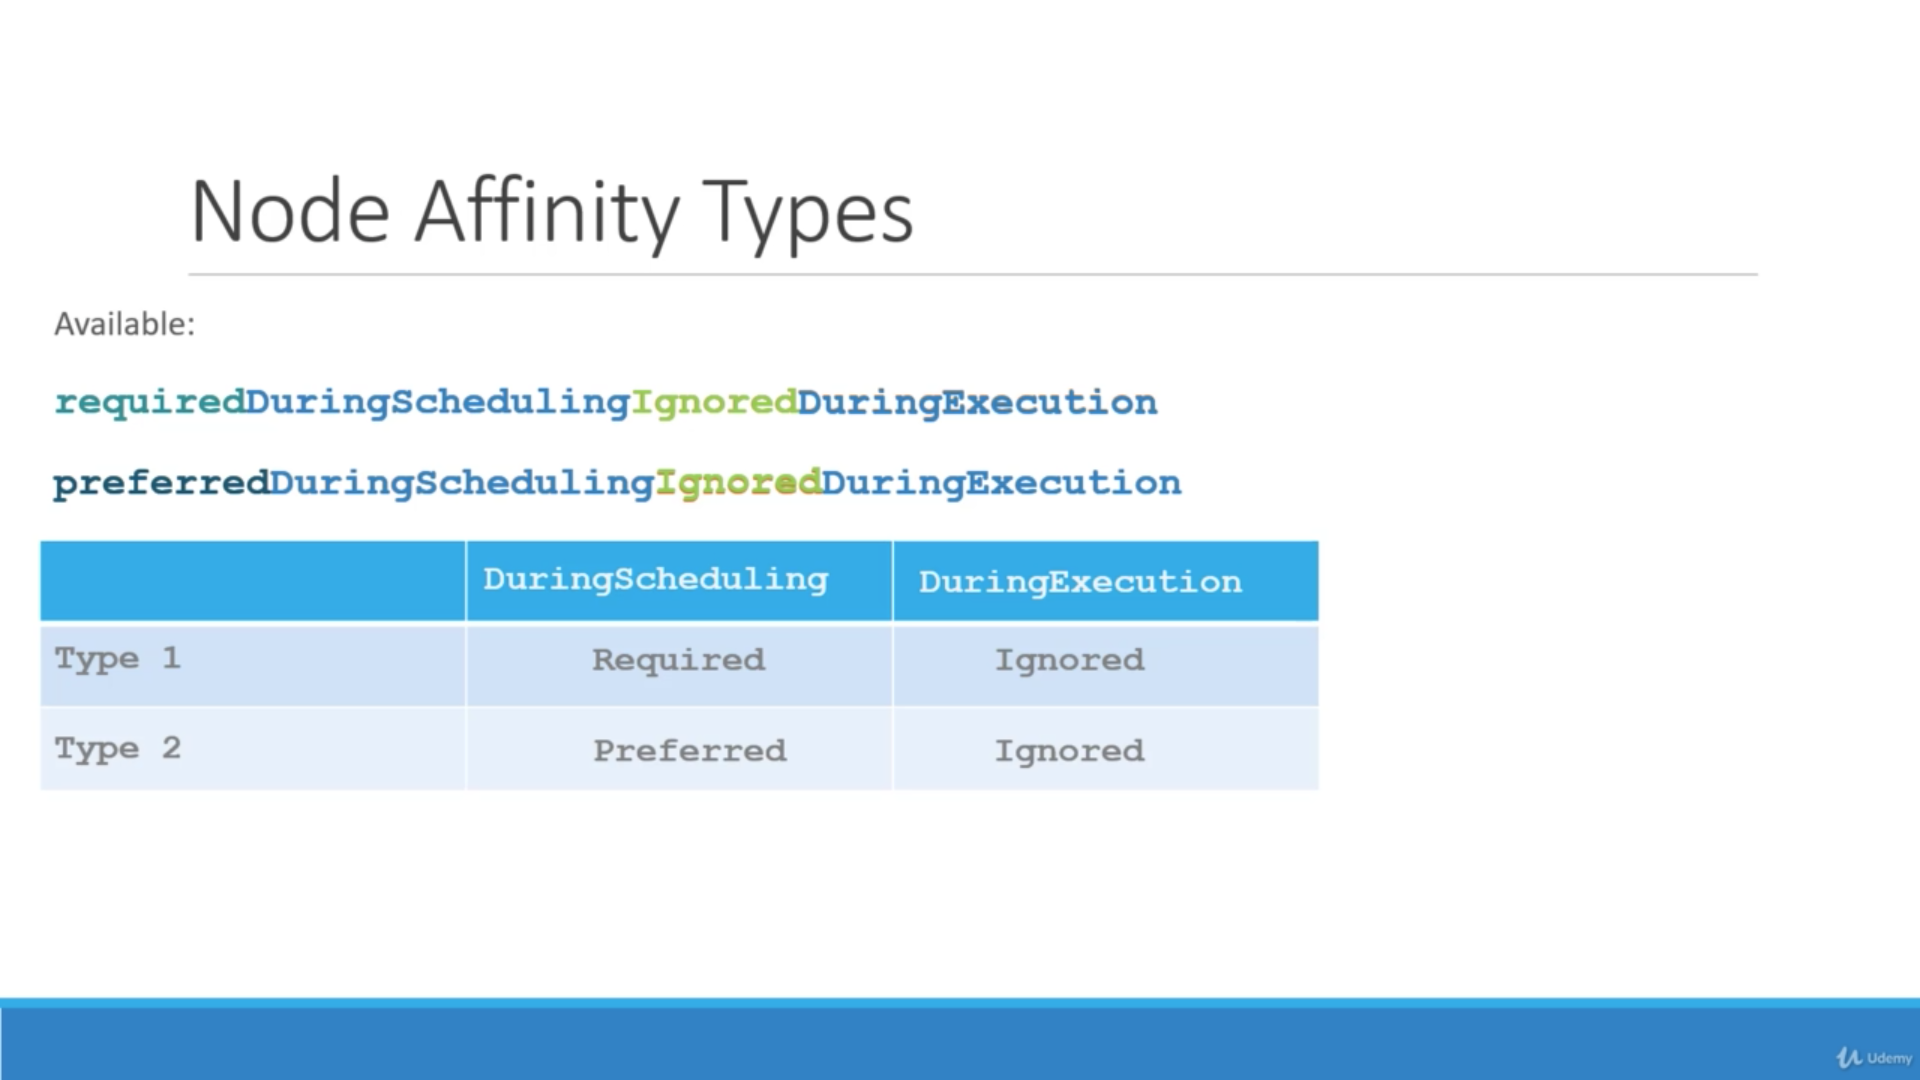 Node Affinity Types
Available:
requiredDuringSchedulingIgnoredDuringExecution
preferredDuringSchedulingIgnoredDuringExecution
DuringScheduling DuringExecution
Type 1 Required Ignored
Type 2 Preferred Ignored
Udemy